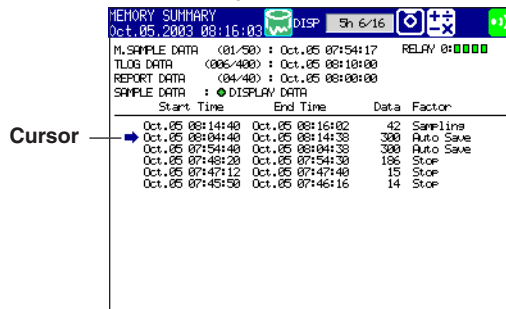 MEMORY SUMMARY
Oct.05.2003 08:16:03 DISP 5h 6/16
M.SAMPLE DATA (01/50) : Oct.05 07:54:17 RELAY 0:
TLOG DATA (006/400) : Oct.05 08:10:00
REPORT DATA (04/40) : Oct.05 08:00:00
SAMPLE DATA : DISPLAY DATA
Start Time End Time Data Factor
Oct.05 08:14:40 Oct.05 08:16:02 42 Sampling
Cursor Oct.05 08:04:40 Oct.05 08:14:38 300 Auto Save
Oct.05 07:54:40 Oct.05 08:04:38 300 Auto Save
Oct.05 07:48:20 Oct.05 07:54:30 186 Stop
Oct.05 07:47:12 Oct.05 07:47:40 15 Stop
Oct.05 07:45:50 Oct.05 07:46:16 14 Stop